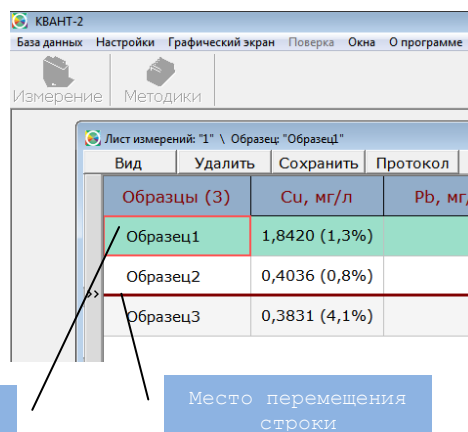 КВАНТ-2
База данных Настройки Графический экран Поверка Окна О программе
Измерение Методики
Лист измерений: "1" \ Образец: "Образец1"
Вид Удалить Сохранить Протокол
Образцы (3) Cu, мг/л Pb, мг/
Образец1 1,8420 (1,3%)
Образец2 0,4036 (0,8%)
>>
Образец3 0,3831 (4,1%)
Место перемещения
строки